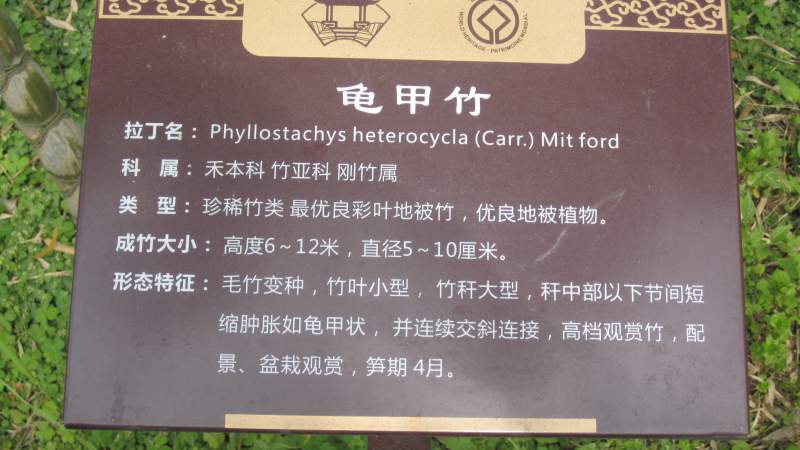 WORLD HERITAGE · PATRIMOINE MONDIAL
龟甲竹
拉丁名：Phyllostachys heterocycla (Carr.) Mit ford
科 属：禾本科 竹亚科 刚竹属
类 型：珍稀竹类 最优良彩叶地被竹，优良地被植物。
成竹大小：高度6～12米，直径5～10厘米。
形态特征：毛竹变种，竹叶小型， 竹秆大型，秆中部以下节间短
缩肿胀如龟甲状， 并连续交斜连接，高档观赏竹，配
景、盆栽观赏，笋期 4月。